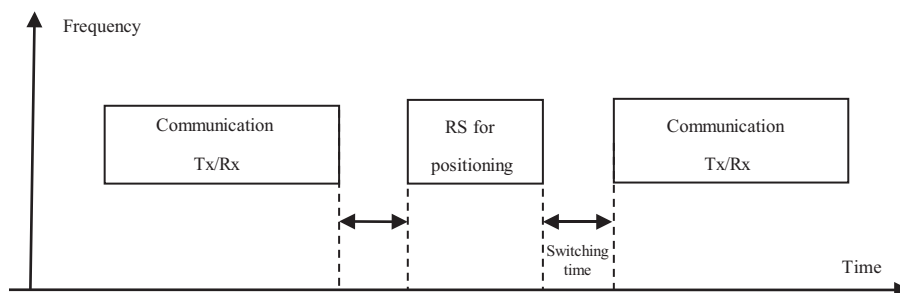 Frequency
Communication
Tx/Rx
RS for
positioning
Communication
Tx/Rx
Switching
time
Time